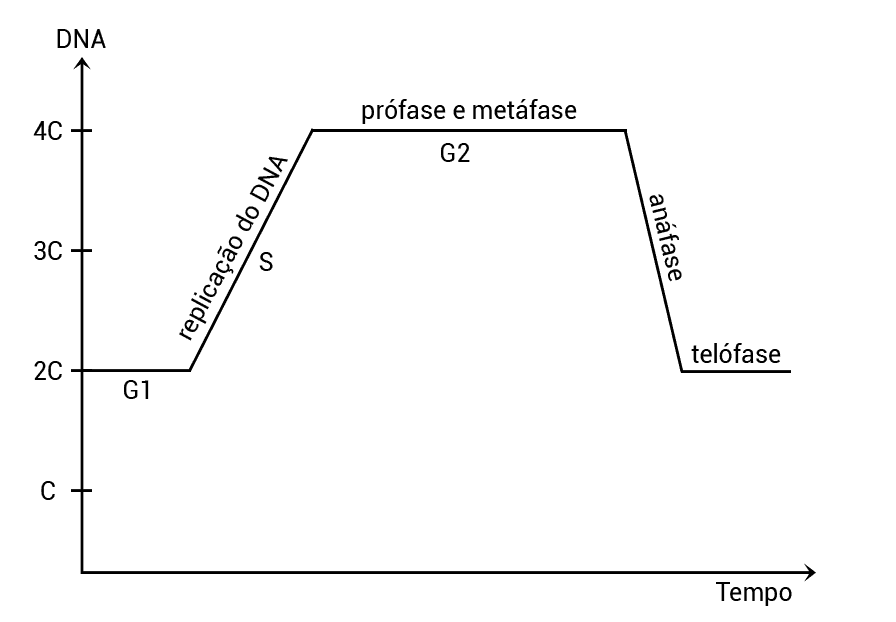 DNA
4C
prófase e metáfase
G2
replicação do DNA
S
anáfase
3C
2C
G1
telófase
C
Tempo